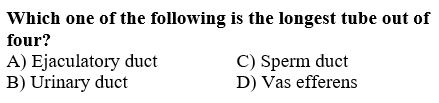 Which one of the following is the longest tube out of
four?
A) Ejaculatory duct C) Sperm duct
B) Urinary duct D) Vas efferens